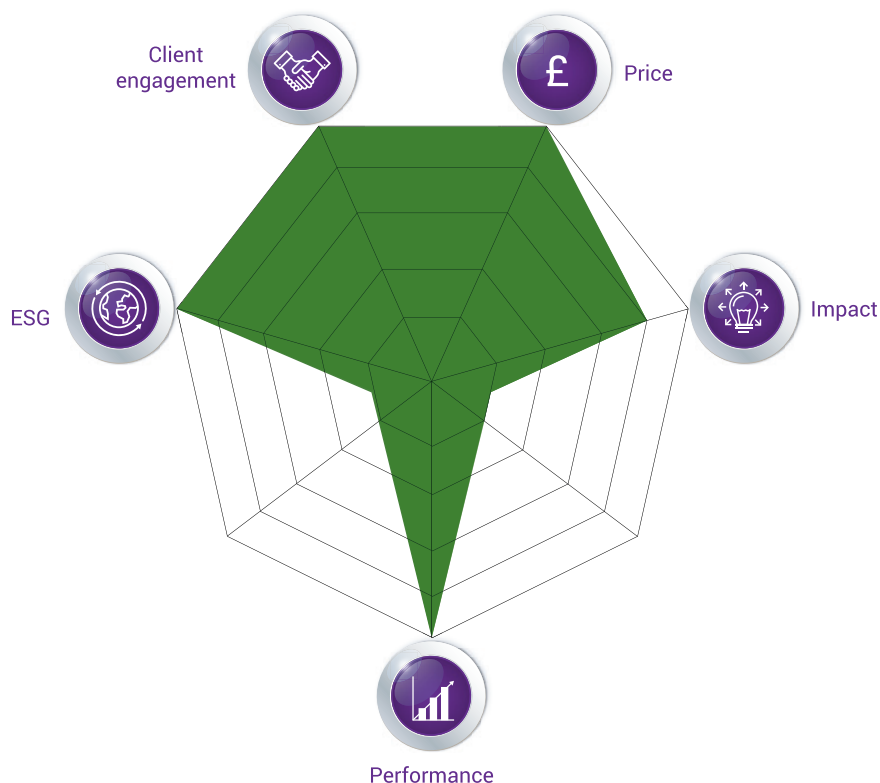 Client
engagement
£
Price
ESG
Impact
Performance